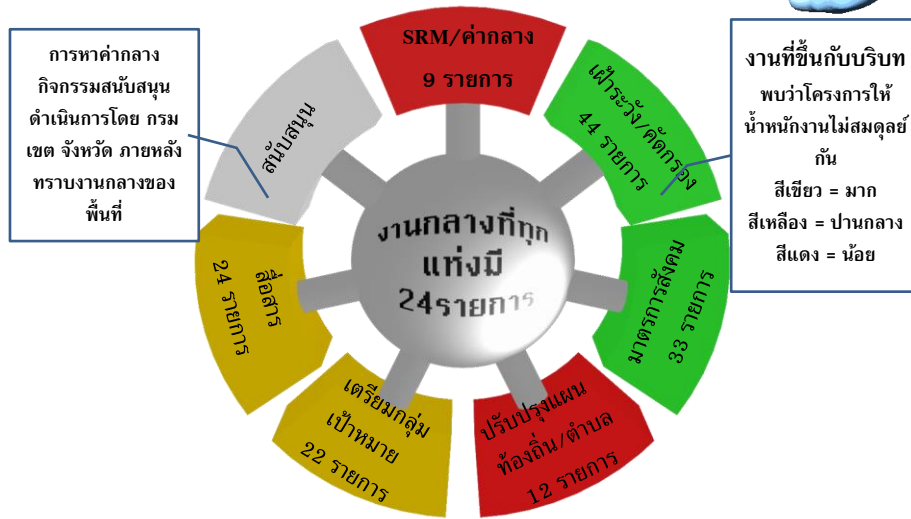 การหาค่ากลาง
กิจกรรมสนับสนุน
ดำเนินการโดย กรม
เขต จังหวัด ภายหลัง
ทราบงานกลางของ
พื้นที่
SRM/ค่ากลาง
9 รายการ
เฝ้าระวัง/คัดกรอง
44 รายการ
มาตรการสังคม
33 รายการ
ปรับปรุงแผน
ท้องถิ่น/ตำบล
12 รายการ
เตรียมกลุ่ม
เป้าหมาย
22 รายการ
สื่อสาร
24 รายการ
สนับสนุน
งานกลางที่ทุก
แห่งมี
24รายการ
งานที่ขึ้นกับบริบท
พบว่าโครงการให้
น้ำหนักงานไม่สมดุลย์
กัน
สีเขียว = มาก
สีเหลือง = ปานกลาง
สีแดง = น้อย